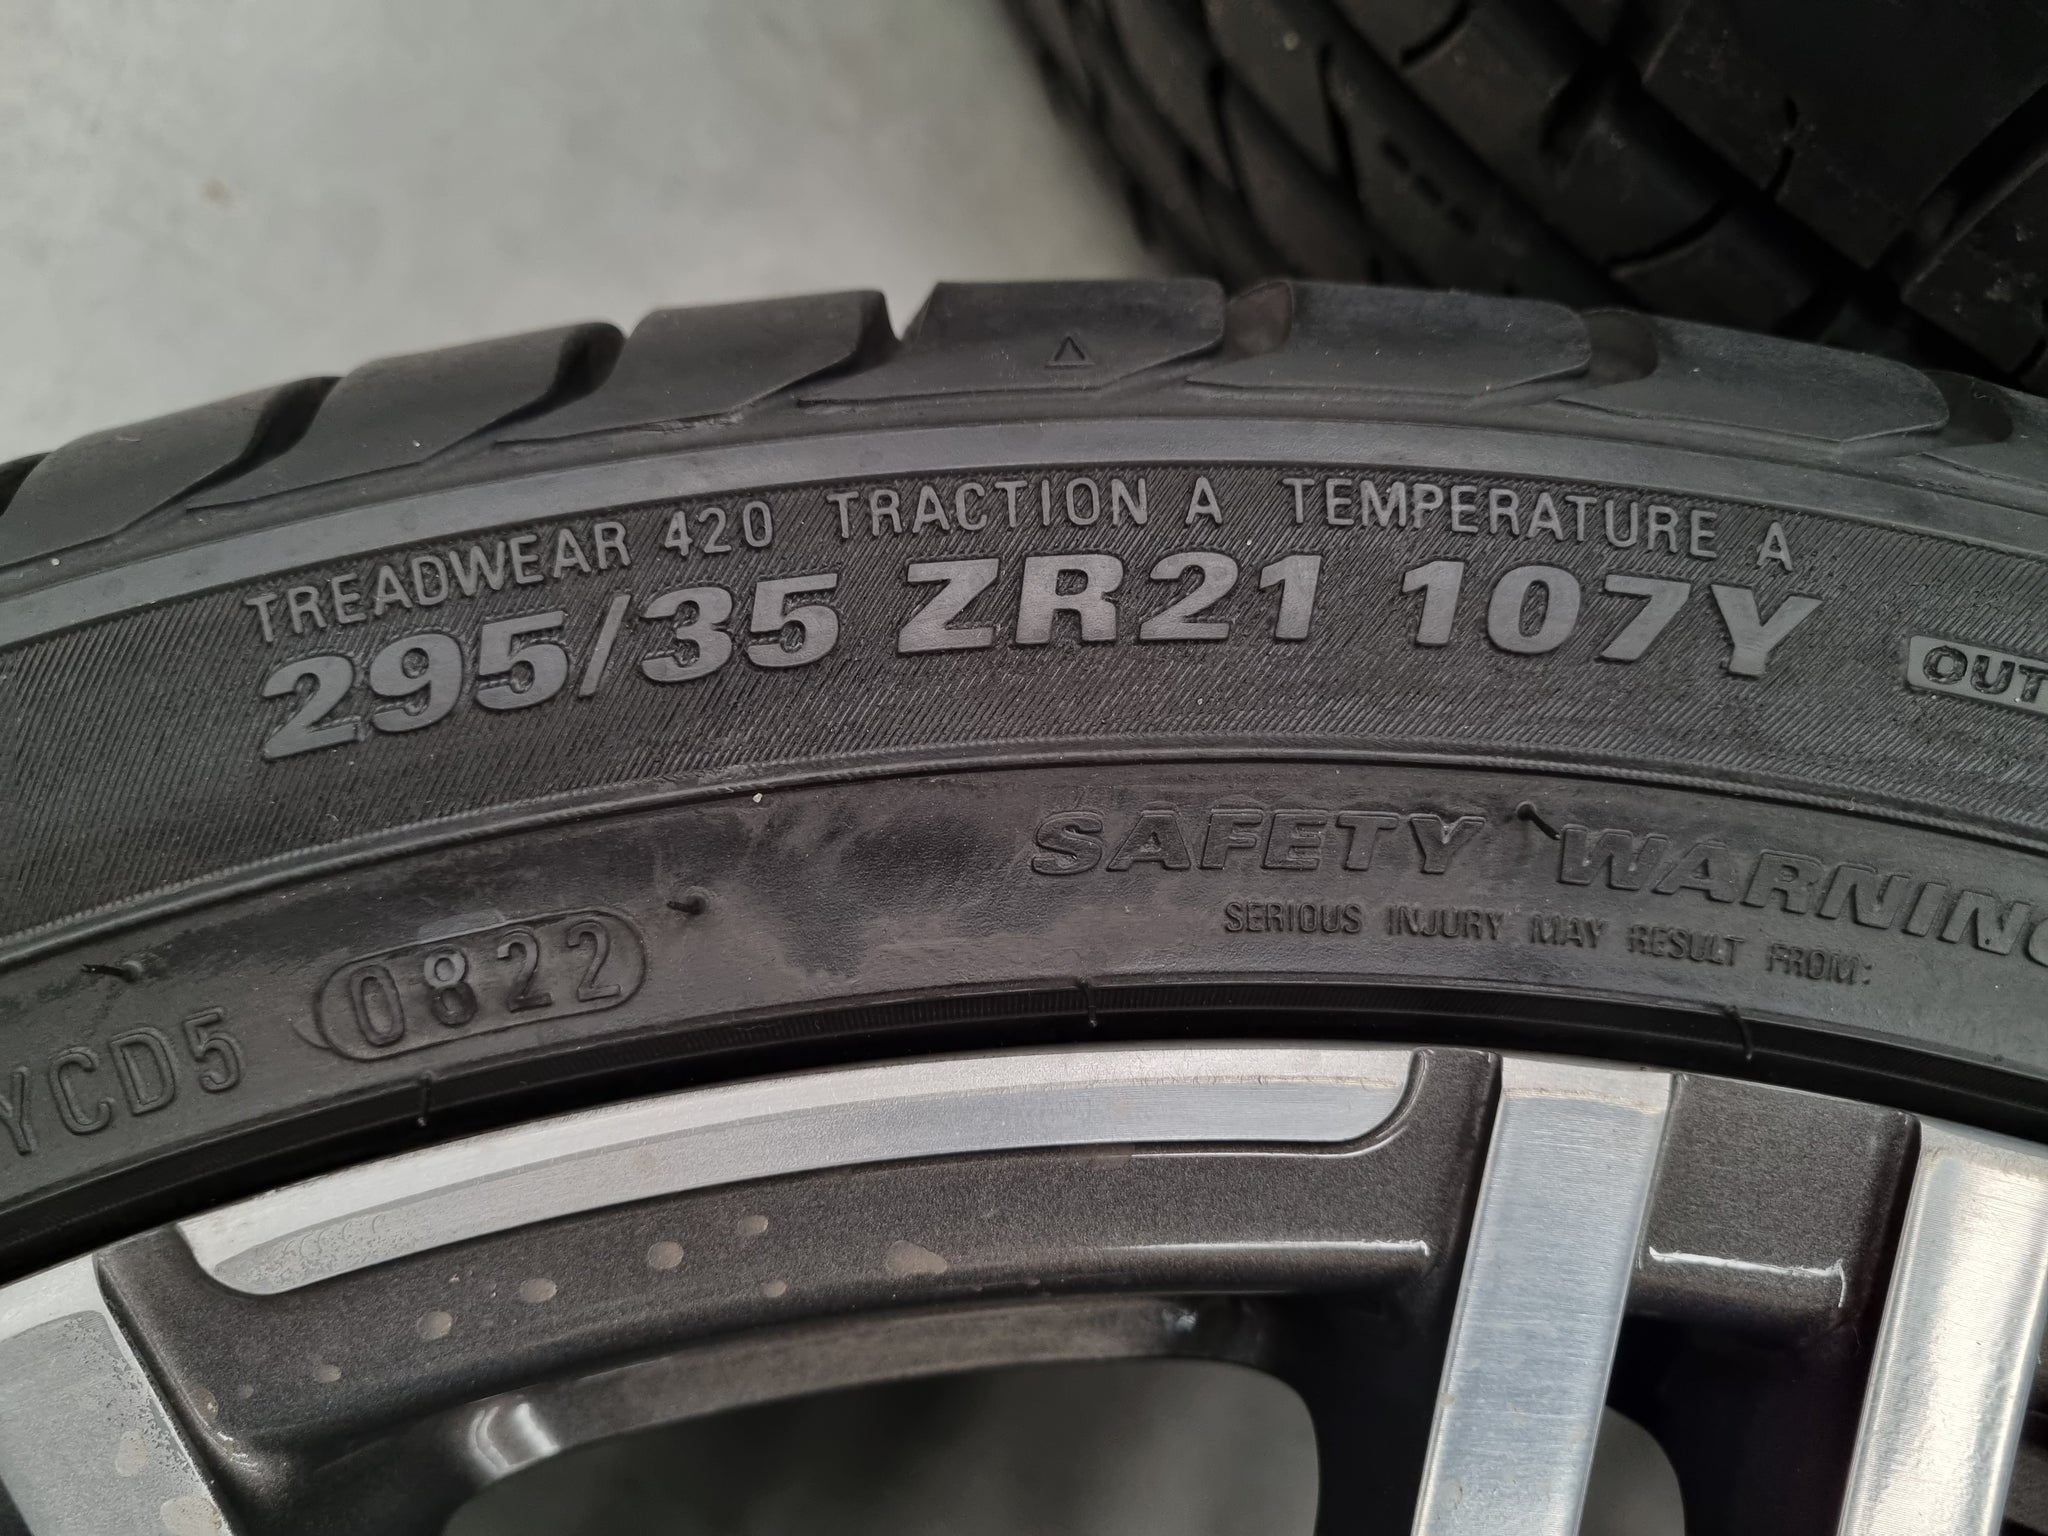 TREADWEAR 420 TRACTION A TEMPERATURE A
295/35 ZR21 107Y
OUT
SAFETY WARNING
SERIOUS INJURY MAY RESULT FROM:
YCD5 0822